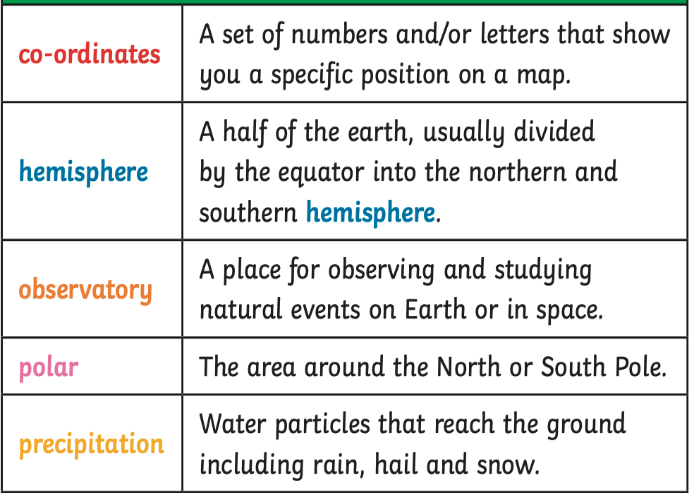 co-ordinates
A set of numbers and/or letters that show
you a specific position on a map.
hemisphere
A half of the earth, usually divided
by the equator into the northern and
southern hemisphere.
observatory
A place for observing and studying
natural events on Earth or in space.
polar
The area around the North or South Pole.
precipitation
Water particles that reach the ground
including rain, hail and snow.